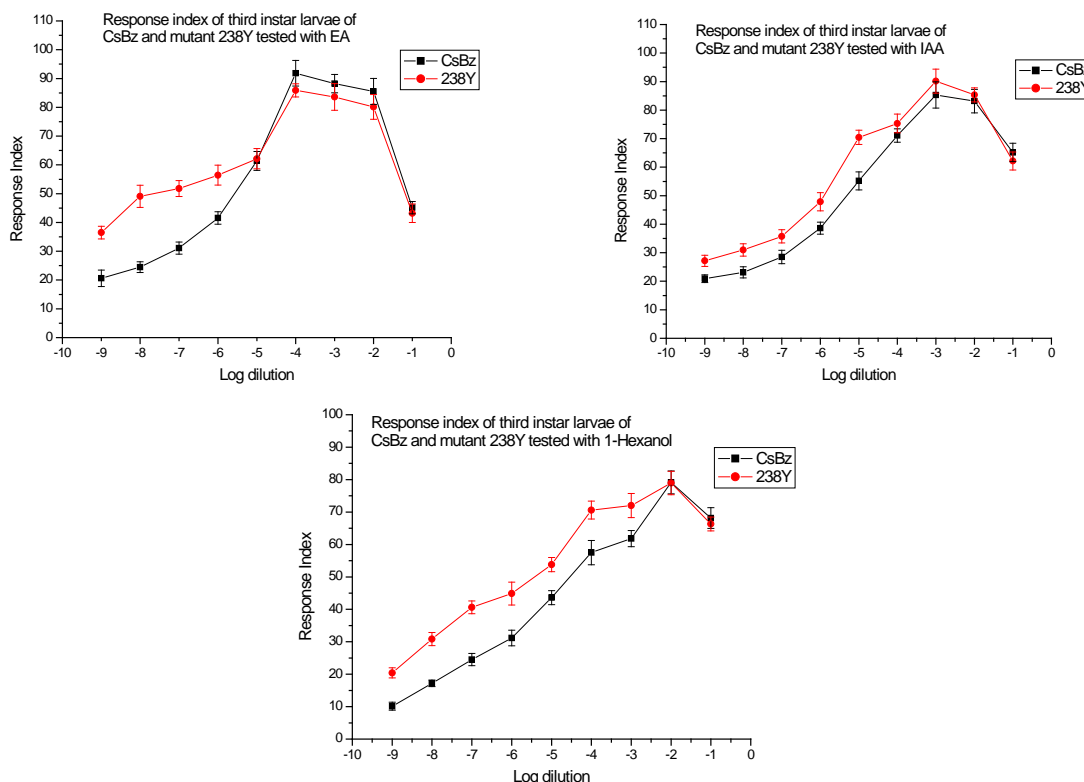 Response index of third instar larvae of
CsBz and mutant 238Y tested with EA
CsBz
238Y
110
100
90
80
70
60
50
40
30
20
10
0
Response Index
-10 -9 -8 -7 -6 -5 -4 -3 -2 -1 0
Log dilution
Response index of third instar larvae of
CsBz and mutant 238Y tested with IAA
CsB
238Y
110
100
90
80
70
60
50
40
30
20
10
0
Response Index
-10 -9 -8 -7 -6 -5 -4 -3 -2 -1 0
Log dilution
Response index of third instar larvae of
CsBz and mutant 238Y tested with 1-Hexanol
CsBz
238Y
100
90
80
70
60
50
40
30
20
10
0
Response Index
-10 -9 -8 -7 -6 -5 -4 -3 -2 -1 0
Log dilution